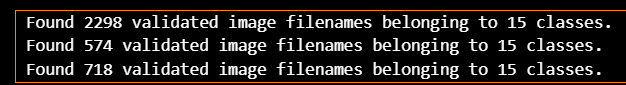 Found 2298 validated image filenames belonging to 15 classes.
Found 574 validated image filenames belonging to 15 classes.
Found 718 validated image filenames belonging to 15 classes.